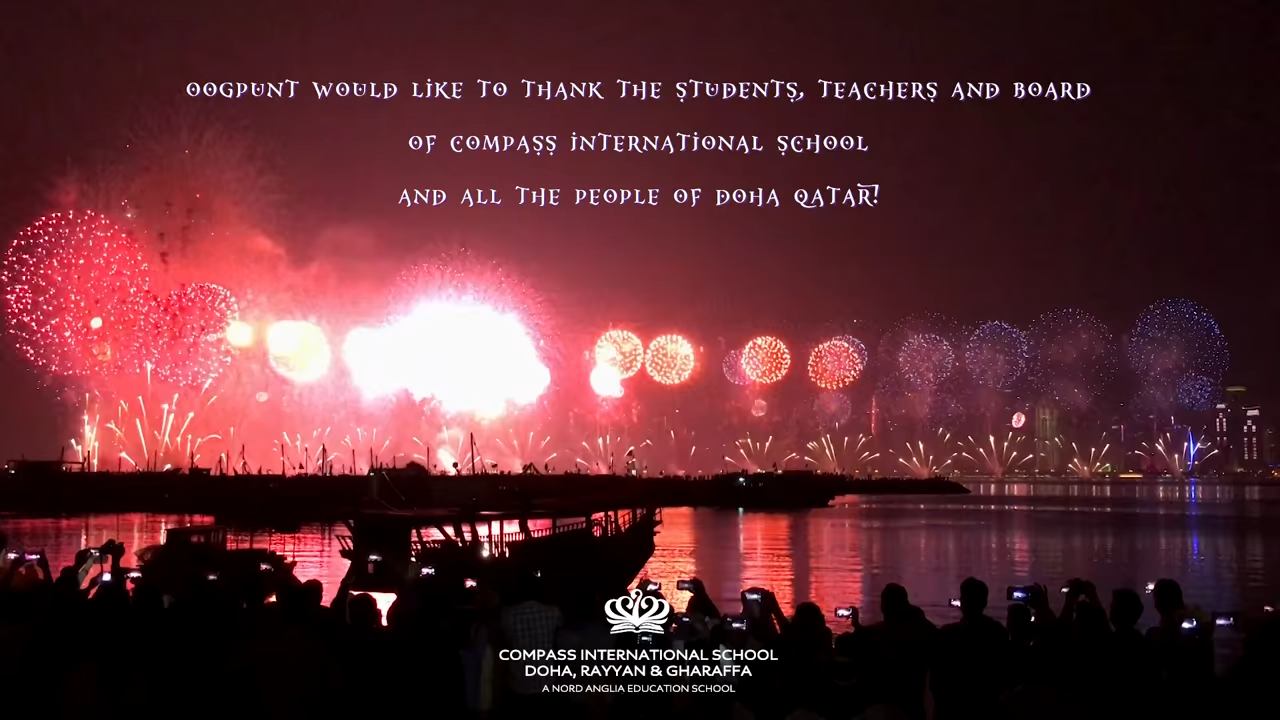 OOGPUNT WOULD LIKE TO THANK THE STUDENTS, TEACHERS AND BOARD
OF COMPASS INTERNATIONAL SCHOOL
AND ALL THE PEOPLE OF DOHA QATAR!
COMPASS INTERNATIONAL SCHOOL
DOHA, RAYYAN & GHARAFFA
A NORD ANGLIA EDUCATION SCHOOL